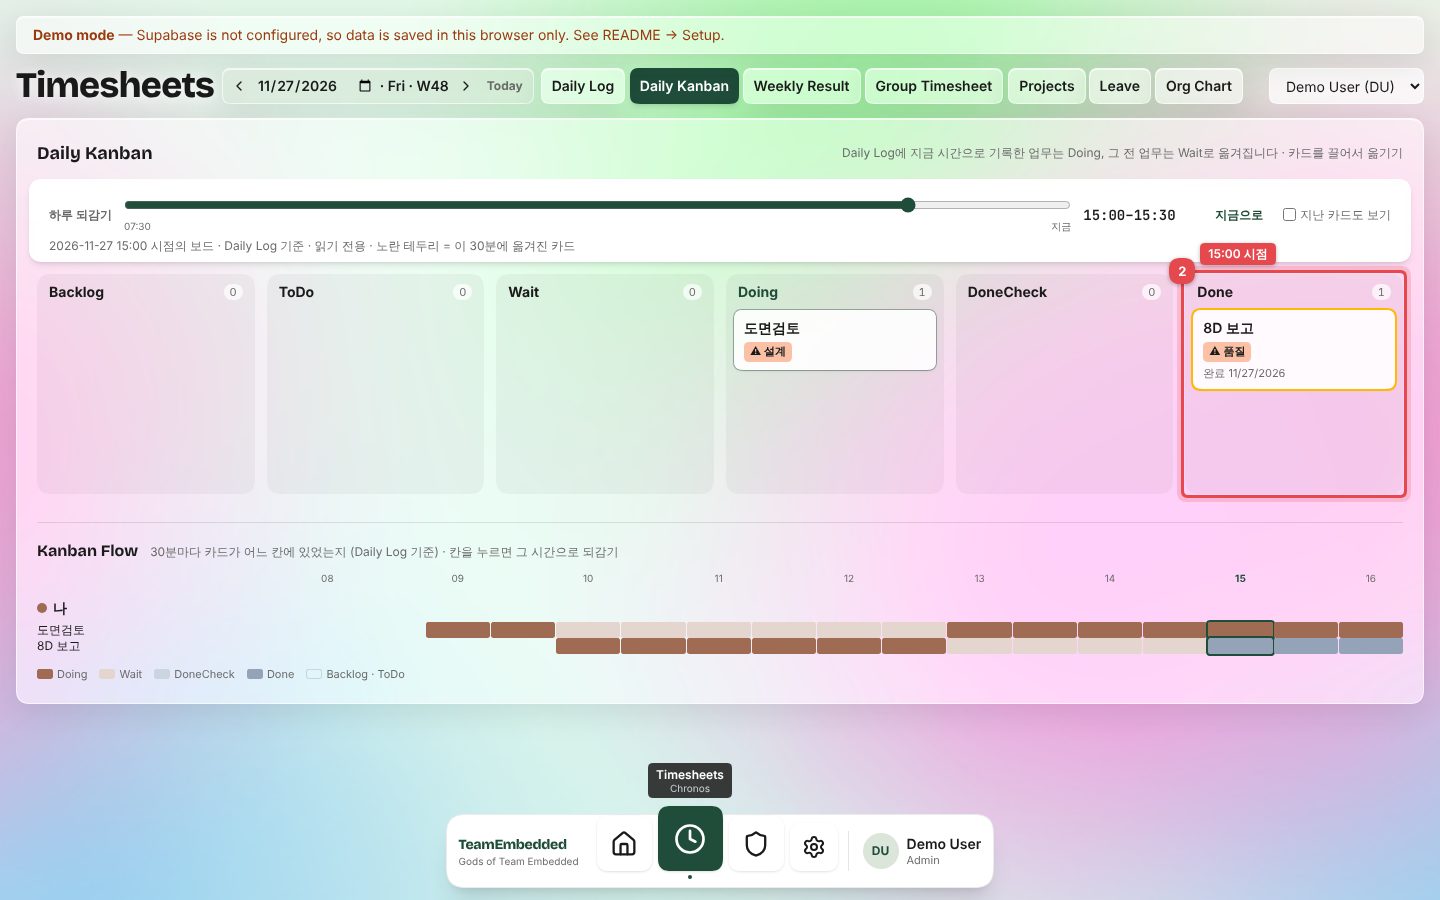 Demo mode — Supabase is not configured, so data is saved in this browser only. See README → Setup.
Timesheets
11/27/2026 · Fri · W48 Today
Daily Log
Daily Kanban
Weekly Result
Group Timesheet
Projects
Leave
Org Chart
Demo User (DU)
Daily Kanban
Daily Log에 지금 시간으로 기록한 업무는 Doing, 그 전 업무는 Wait로 옮겨집니다 · 카드를 끌어서 옮기기
하루 되감기
07:30
지금
15:00–15:30
지금으로
지난 카드도 보기
2026-11-27 15:00 시점의 보드 · Daily Log 기준 · 읽기 전용 · 노란 테두리 = 이 30분에 옮겨진 카드
15:00 시점
2
Backlog 0
ToDo 0
Wait 0
Doing 1
도면검토
⚠ 설계
DoneCheck 0
Done 1
8D 보고
⚠ 품질
완료 11/27/2026
Kanban Flow 30분마다 카드가 어느 칸에 있었는지 (Daily Log 기준) · 칸을 누르면 그 시간으로 되감기
08 09 10 11 12 13 14 15 16
나
도면검토
8D 보고
Doing Wait DoneCheck Done Backlog · ToDo
Timesheets
Chronos
TeamEmbedded
Gods of Team Embedded
DU
Demo User
Admin